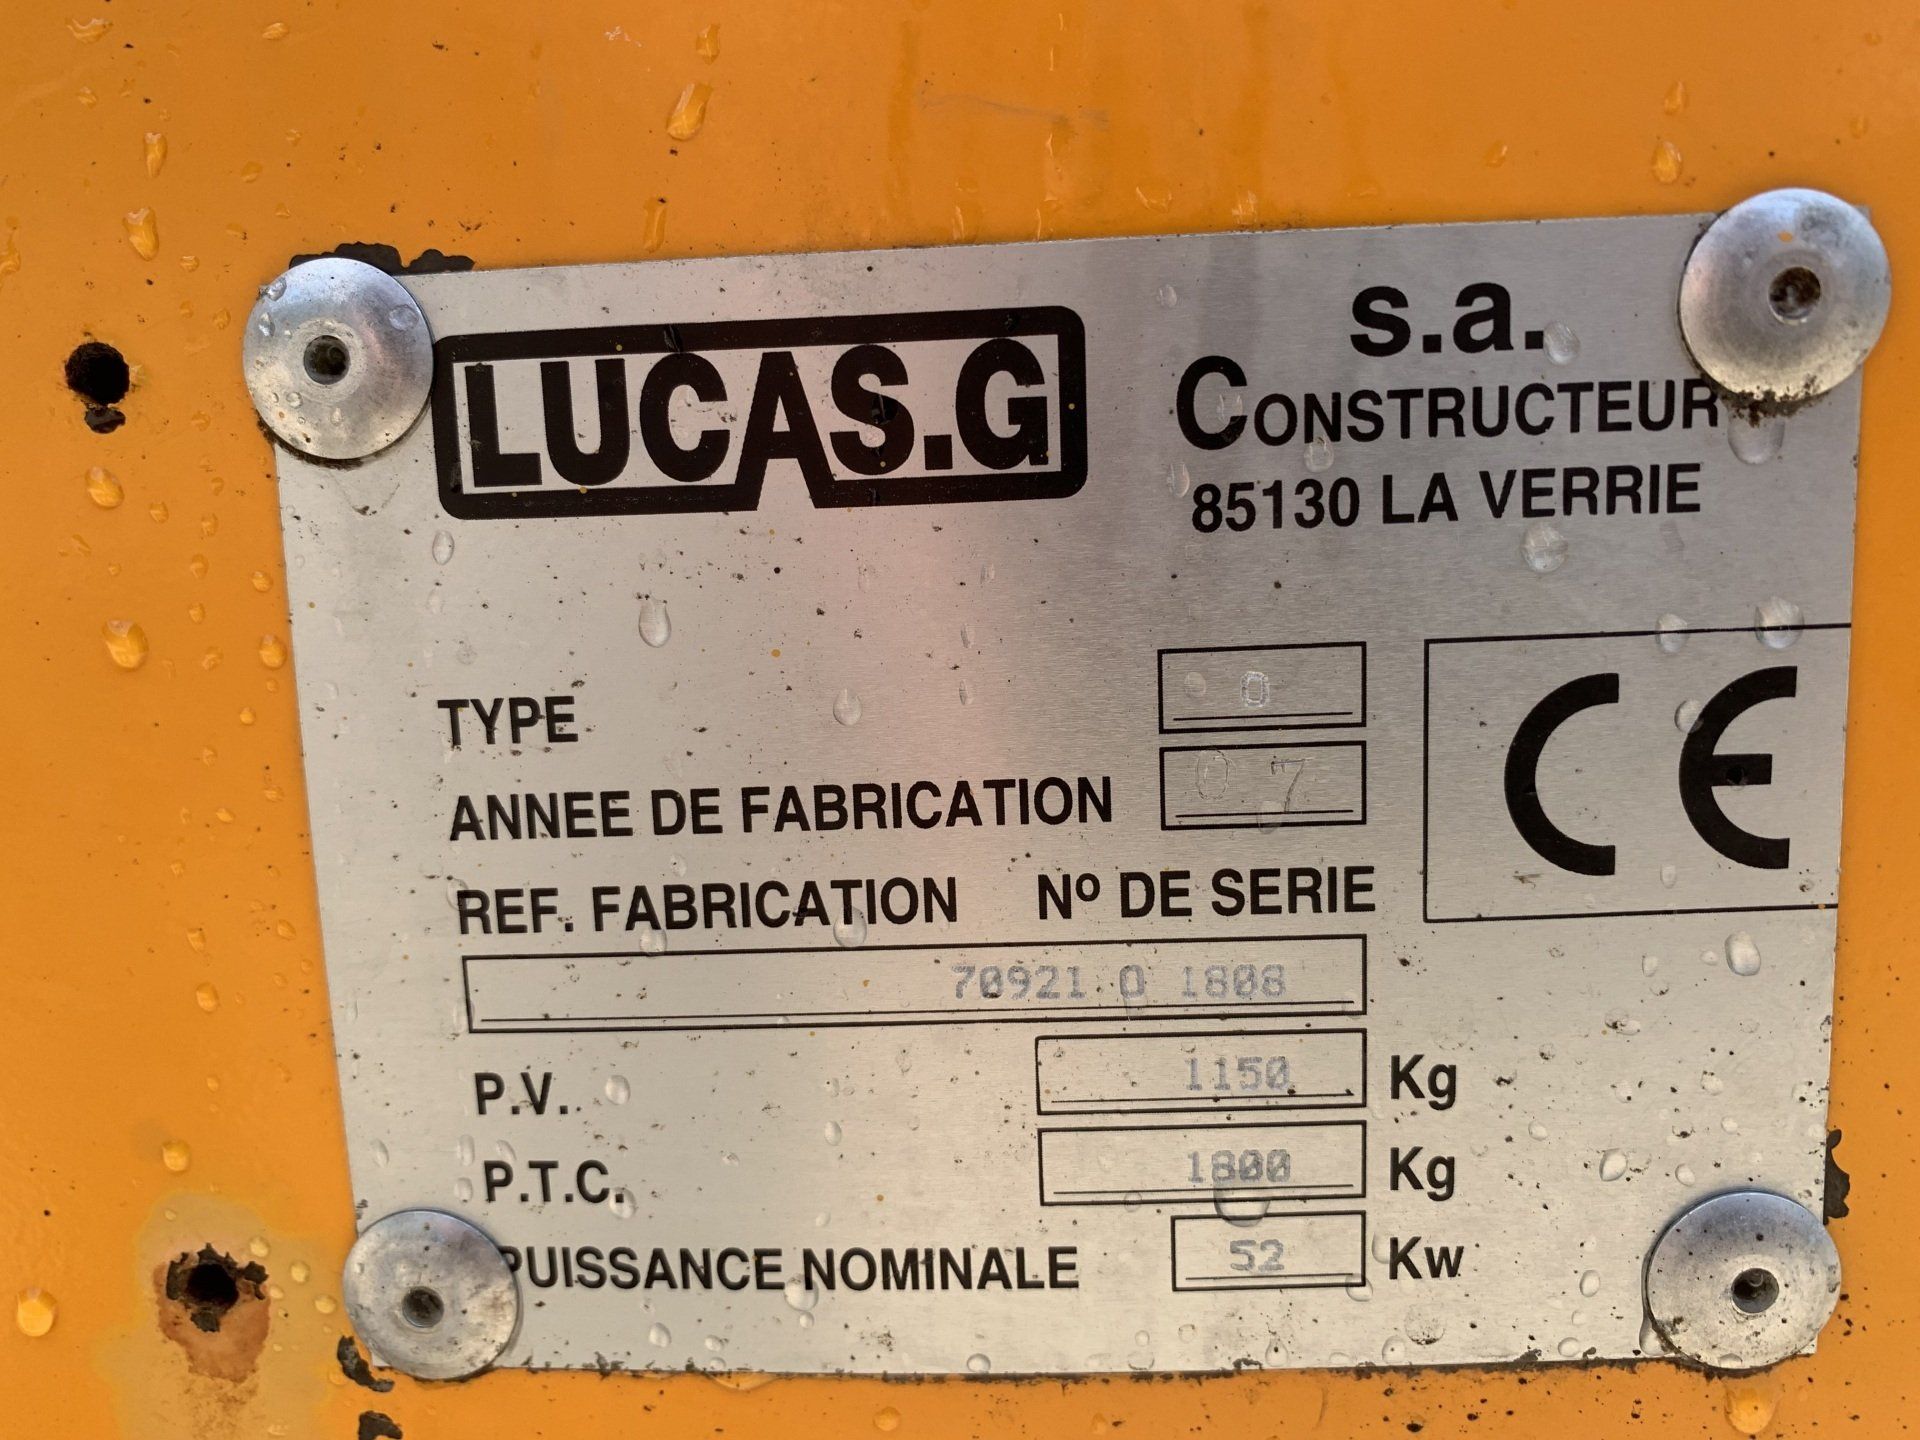 LUCAS.G
s.a.
CONSTRUCTEUR
85130 LA VERRIE
TYPE 0
ANNEE DE FABRICATION 07
REF. FABRICATION Nº DE SERIE
70921 0 1808
P.V. 1150 Kg
P.T.C. 1800 Kg
PUISSANCE NOMINALE 52 Kw
CE